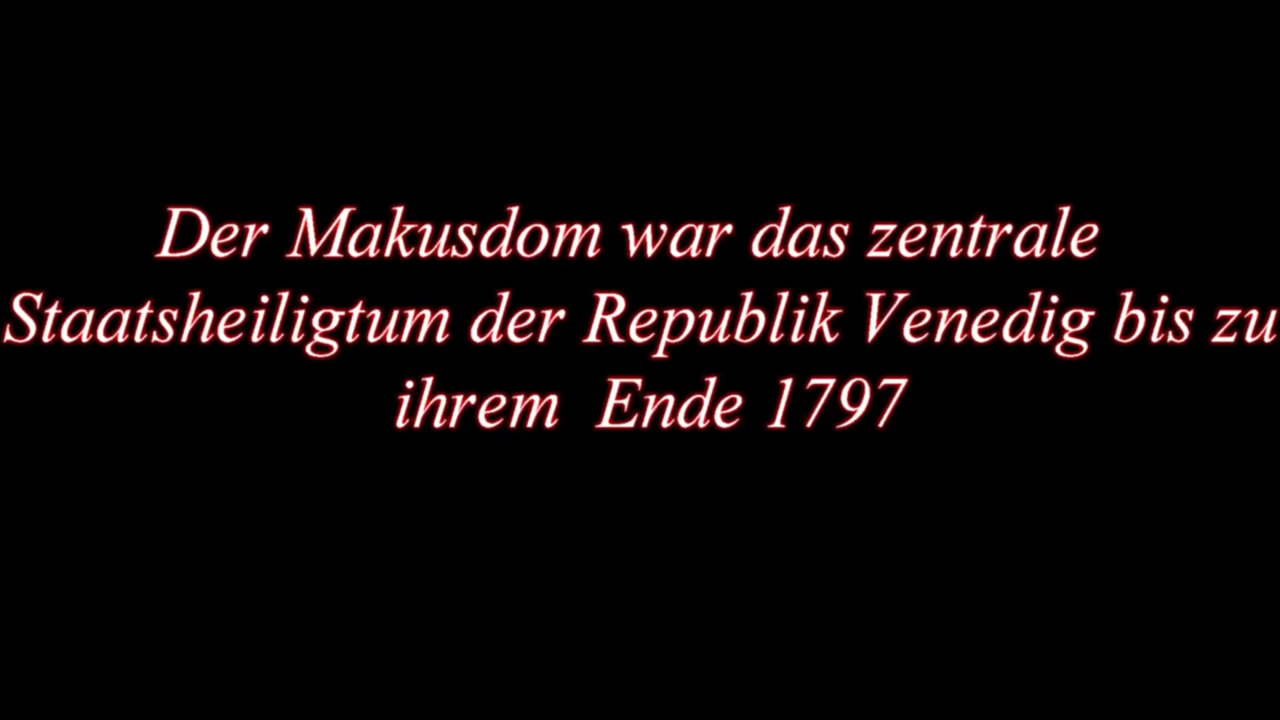 Der Makusdom war das zentrale
Staatsheiligtum der Republik Venedig bis zu
ihrem  Ende 1797